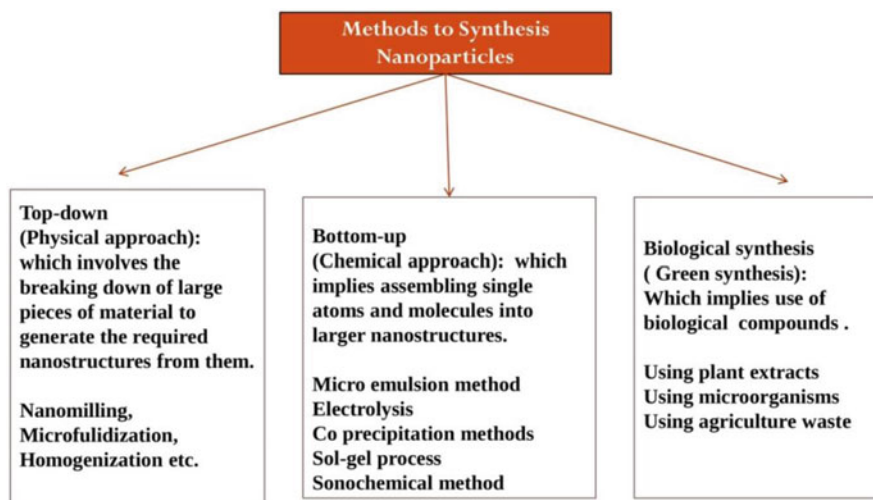 Methods to Synthesis
Nanoparticles
Top-down
(Physical approach):
which involves the
breaking down of large
pieces of material to
generate the required
nanostructures from them.
Nanomilling,
Microfulidization,
Homogenization etc.
Bottom-up
(Chemical approach): which
implies assembling single
atoms and molecules into
larger nanostructures.
Micro emulsion method
Electrolysis
Co precipitation methods
Sol-gel process
Sonochemical method
Biological synthesis
( Green synthesis):
Which implies use of
biological compounds .
Using plant extracts
Using microorganisms
Using agriculture waste